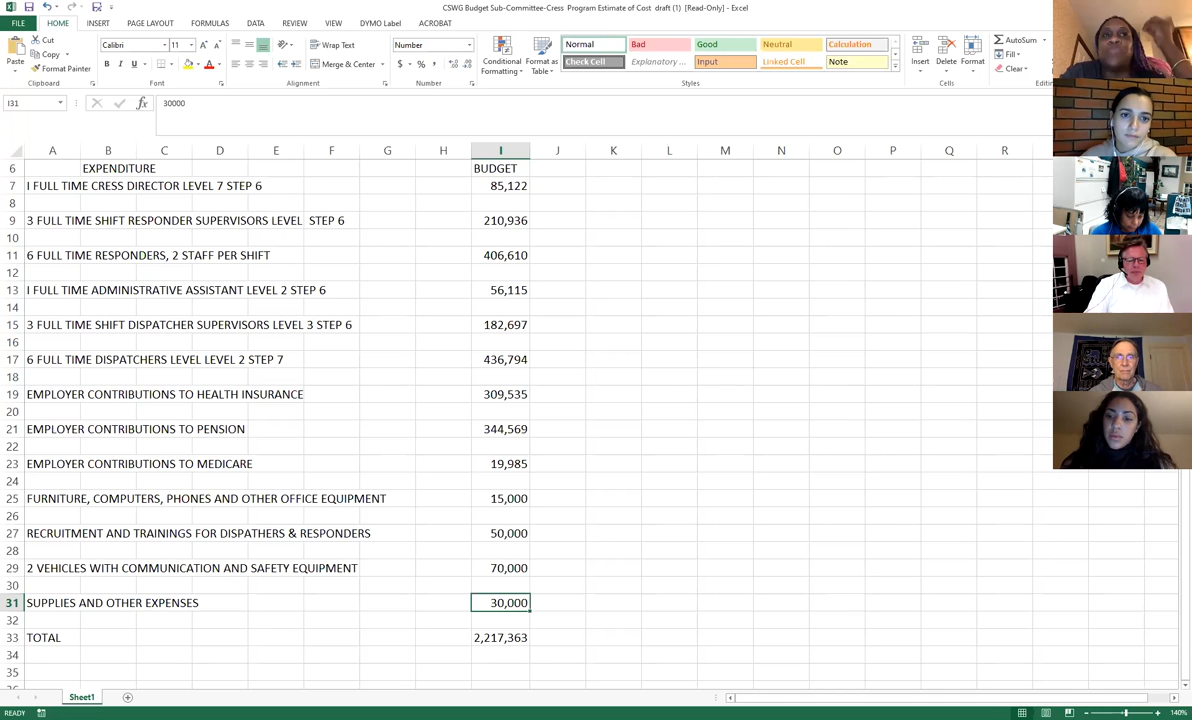 CSWG Budget Sub-Committee-Cress Program Estimate of Cost draft (1) [Read-Only] - Excel
FILE HOME INSERT PAGE LAYOUT FORMULAS DATA REVIEW VIEW DYMO Label ACROBAT
Paste Cut Copy Format Painter
Calibri 11 Wrap Text Number
B I U Merge & Center $ % ,
Conditional Formatting Format as Table
Normal Bad Good Neutral Calculation
Check Cell Explanatory ... Input Linked Cell Note
Insert Delete Format
AutoSum
Fill
Clear
Clipboard Font Alignment Number Styles Cells
I31 fx 30000
A B C D E F G H I J K L M N O P Q R
6 EXPENDITURE BUDGET
7 I FULL TIME CRESS DIRECTOR LEVEL 7 STEP 6 85,122
8
9 3 FULL TIME SHIFT RESPONDER SUPERVISORS LEVEL STEP 6 210,936
10
11 6 FULL TIME RESPONDERS, 2 STAFF PER SHIFT 406,610
12
13 I FULL TIME ADMINISTRATIVE ASSISTANT LEVEL 2 STEP 6 56,115
14
15 3 FULL TIME SHIFT DISPATCHER SUPERVISORS LEVEL 3 STEP 6 182,697
16
17 6 FULL TIME DISPATCHERS LEVEL LEVEL 2 STEP 7 436,794
18
19 EMPLOYER CONTRIBUTIONS TO HEALTH INSURANCE 309,535
20
21 EMPLOYER CONTRIBUTIONS TO PENSION 344,569
22
23 EMPLOYER CONTRIBUTIONS TO MEDICARE 19,985
24
25 FURNITURE, COMPUTERS, PHONES AND OTHER OFFICE EQUIPMENT 15,000
26
27 RECRUITMENT AND TRAININGS FOR DISPATHERS & RESPONDERS 50,000
28
29 2 VEHICLES WITH COMMUNICATION AND SAFETY EQUIPMENT 70,000
30
31 SUPPLIES AND OTHER EXPENSES 30,000
32
33 TOTAL 2,217,363
34
35
Sheet1
READY 140%